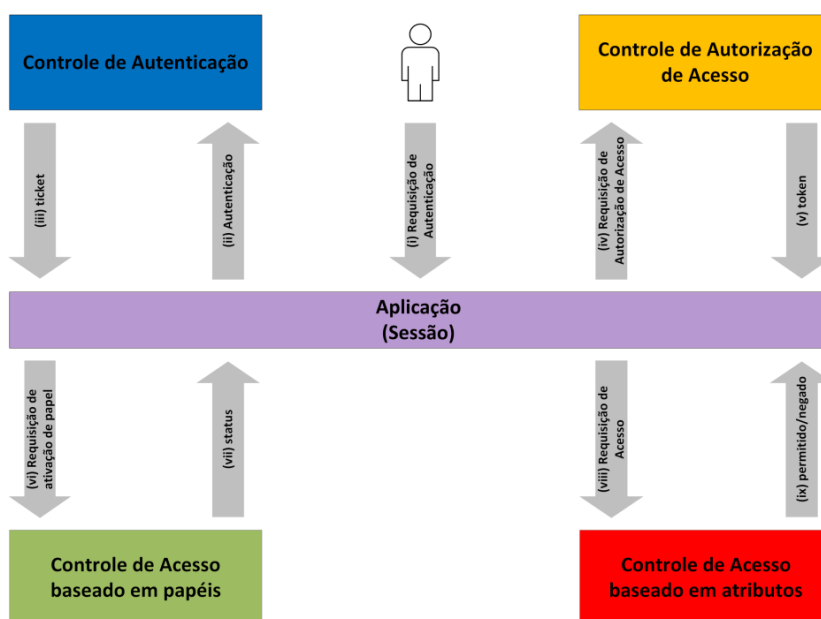 Controle de Autenticação
Controle de Autorização
de Acesso
(iii) ticket
(ii) Autenticação
(i) Requisição de
Autenticação
(iv) Requisição de
Autorização de Acesso
(v) token
Aplicação
(Sessão)
(vi) Requisição de
ativação de papel
(vii) status
(viii) Requisição de
Acesso
(ix) permitido/negado
Controle de Acesso
baseado em papéis
Controle de Acesso
baseado em atributos